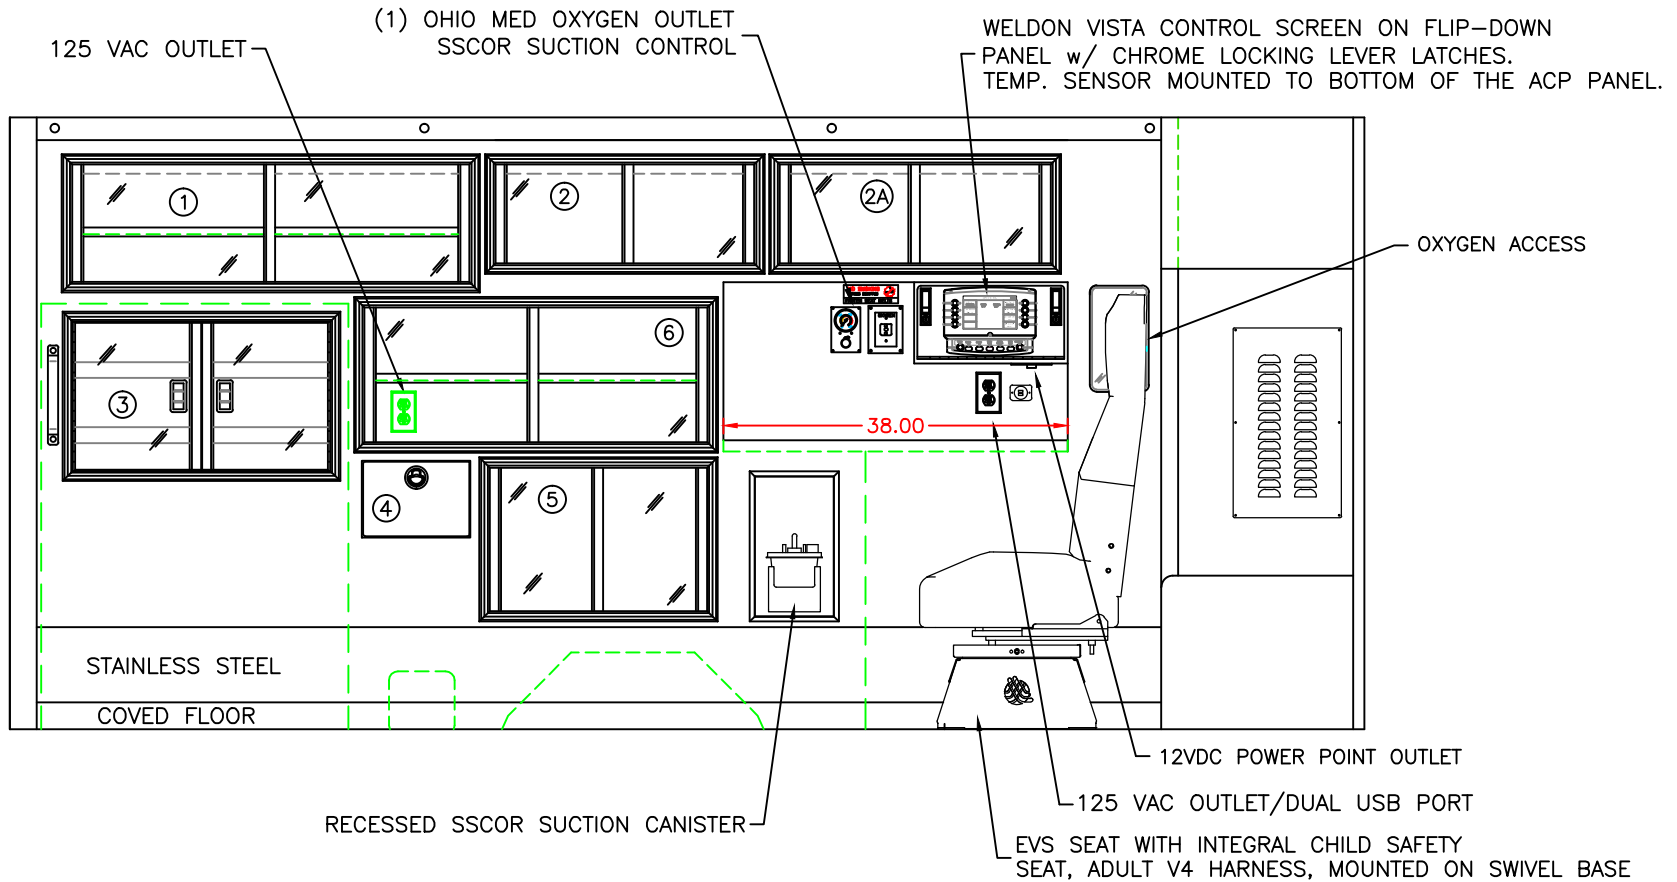 (1) OHIO MED OXYGEN OUTLET
SSCOR SUCTION CONTROL
125 VAC OUTLET
WELDON VISTA CONTROL SCREEN ON FLIP-DOWN
PANEL w/ CHROME LOCKING LEVER LATCHES.
TEMP. SENSOR MOUNTED TO BOTTOM OF THE ACP PANEL.
1
2
2A
OXYGEN ACCESS
6
3
38.00
4
5
STAINLESS STEEL
COVED FLOOR
12VDC POWER POINT OUTLET
125 VAC OUTLET/DUAL USB PORT
RECESSED SSCOR SUCTION CANISTER
EVS SEAT WITH INTEGRAL CHILD SAFETY
SEAT, ADULT V4 HARNESS, MOUNTED ON SWIVEL BASE